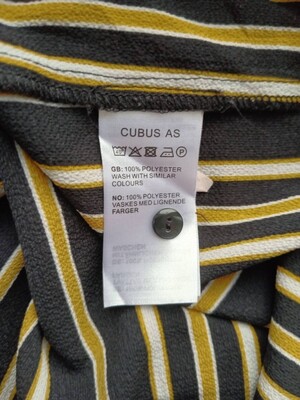 CUBUS AS
P
GB: 100% POLYESTER
WASH WITH SIMILAR
COLOURS
NO: 100% POLYESTER
VASKES MED LIGNENDE
FARGER